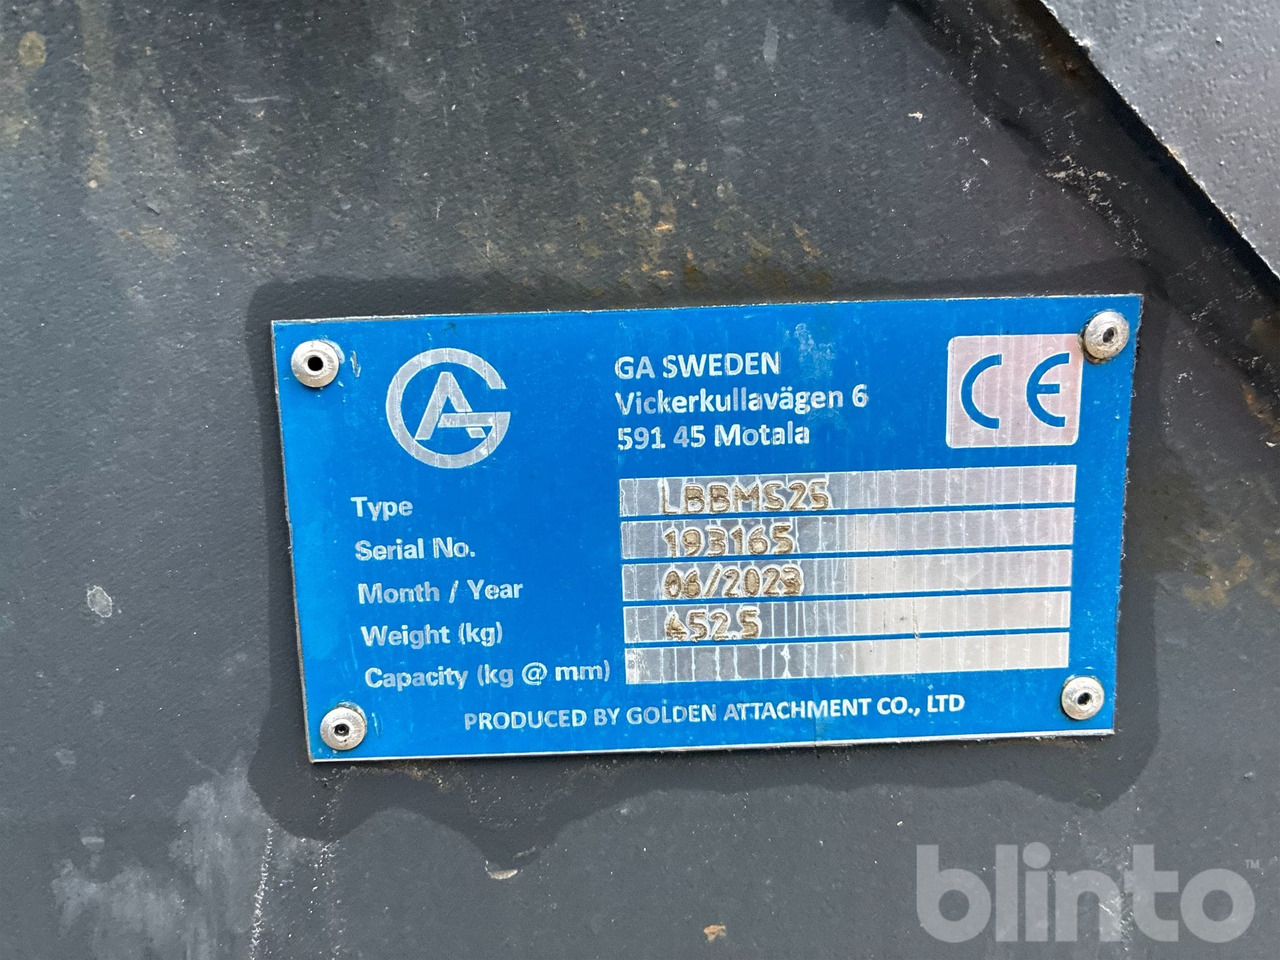 GA SWEDEN
Vickerkullavägen 6
591 45 Motala
CE
Type LBBMS25
Serial No. 193165
Month / Year 06/2023
Weight (kg) 452.5
Capacity (kg @ mm)
PRODUCED BY GOLDEN ATTACHMENT CO., LTD
blinto™